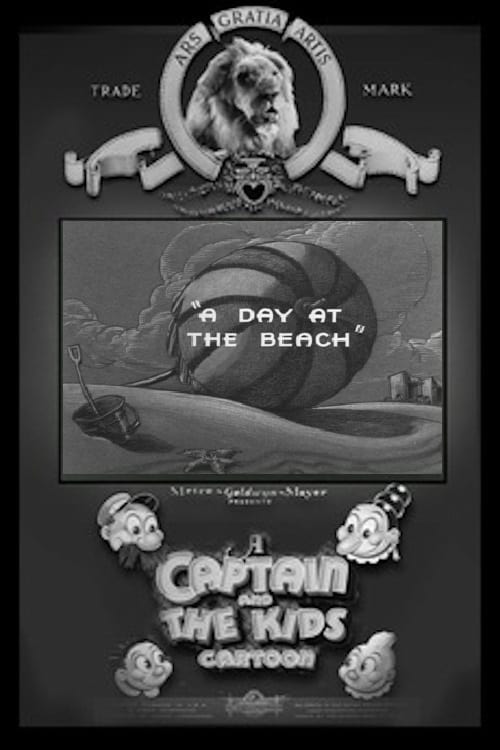 ARS GRATIA ARTIS
TRADE MARK
"A DAY AT
THE BEACH"
Metro-Goldwyn-Mayer
PRESENTS
A
CAPTAIN
AND
THE KIDS
CARTOON